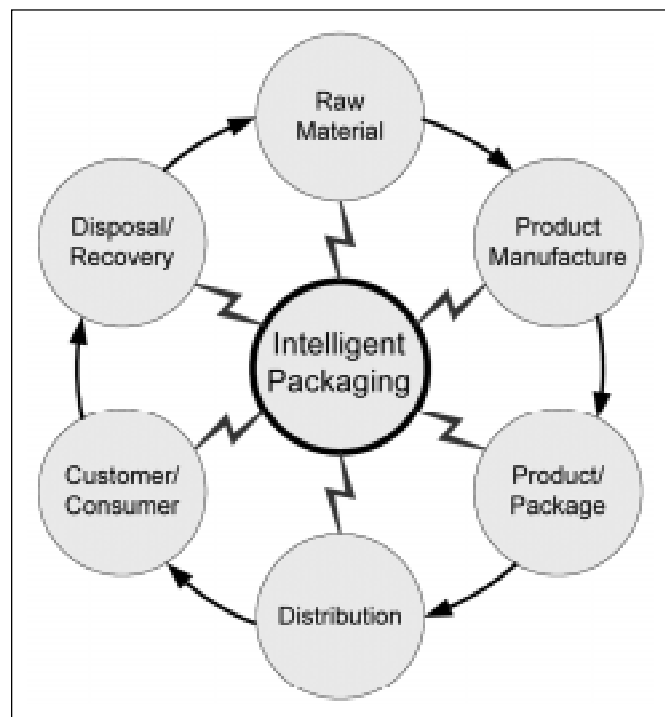 Raw
Material
Product
Manufacture
Product/
Package
Distribution
Customer/
Consumer
Disposal/
Recovery
Intelligent
Packaging